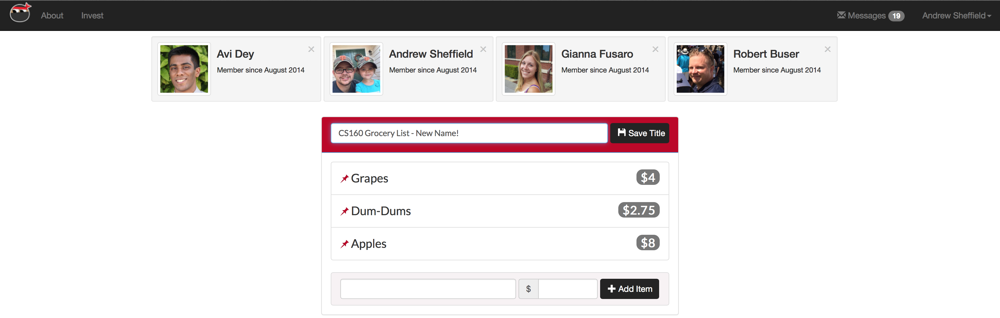 About Invest Messages 19 Andrew Sheffield
Avi Dey
Member since August 2014
Andrew Sheffield
Member since August 2014
Gianna Fusaro
Member since August 2014
Robert Buser
Member since August 2014
CS160 Grocery List - New Name! Save Title
Grapes $4
Dum-Dums $2.75
Apples $8
$ Add Item